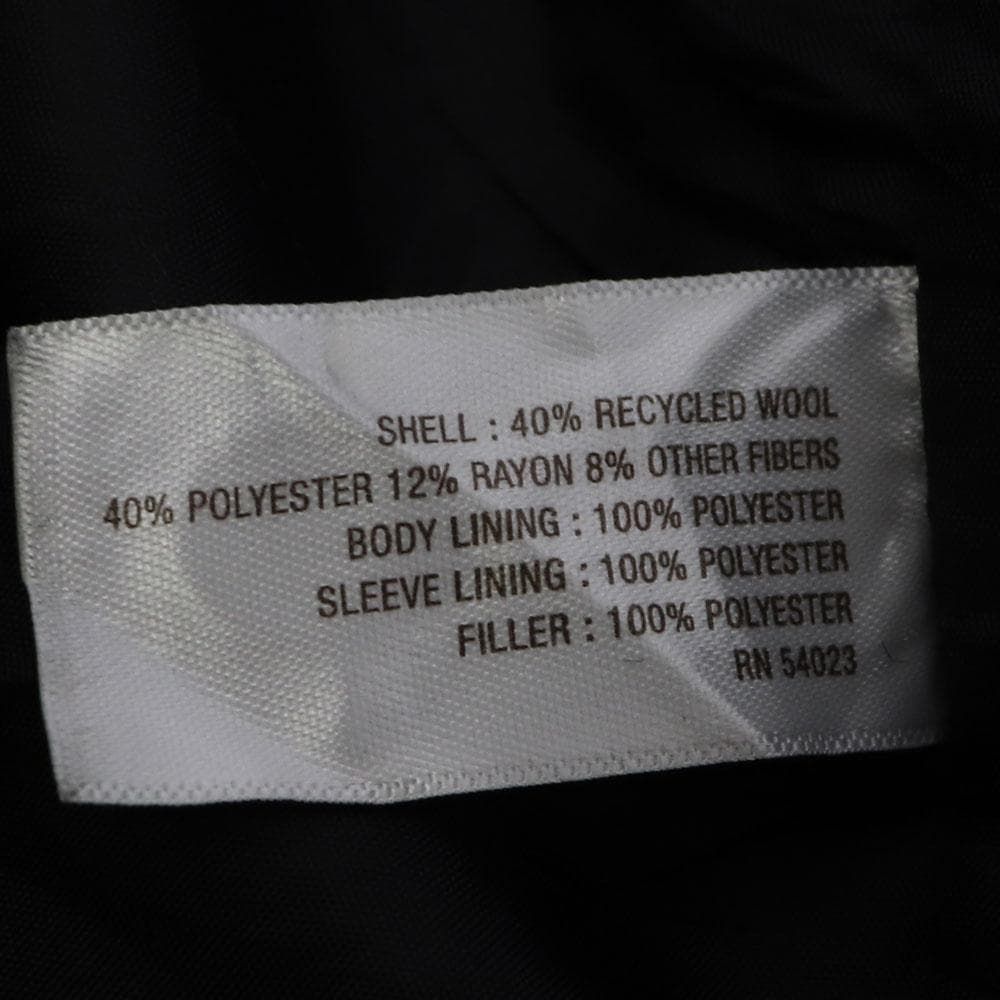 SHELL : 40% RECYCLED WOOL
40% POLYESTER 12% RAYON 8% OTHER FIBERS
BODY LINING : 100% POLYESTER
SLEEVE LINING : 100% POLYESTER
FILLER : 100% POLYESTER
RN 54023